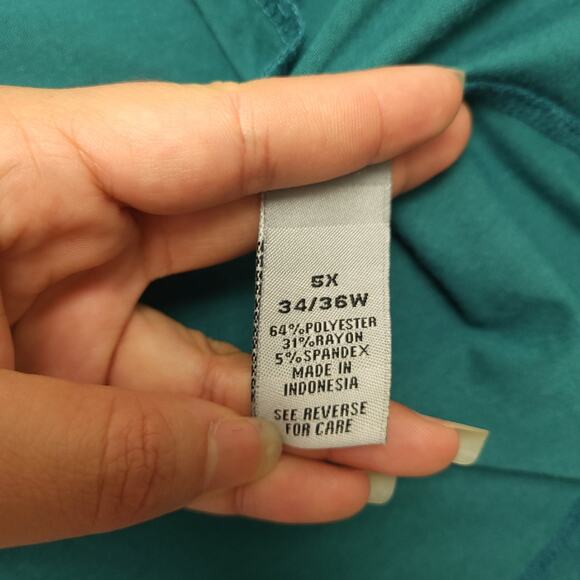 5X
34/36W
64%POLYESTER
31%RAYON
5%SPANDEX
MADE IN
INDONESIA
SEE REVERSE
FOR CARE